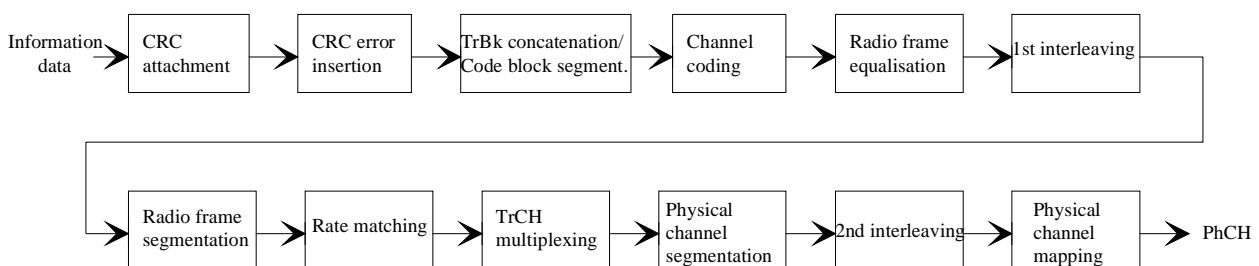 Information
data
CRC
attachment
CRC error
insertion
TrBk concatenation/
Code block segment.
Channel
coding
Radio frame
equalisation
1st interleaving
Radio frame
segmentation
Rate matching
TrCH
multiplexing
Physical
channel
segmentation
2nd interleaving
Physical
channel
mapping
PhCH